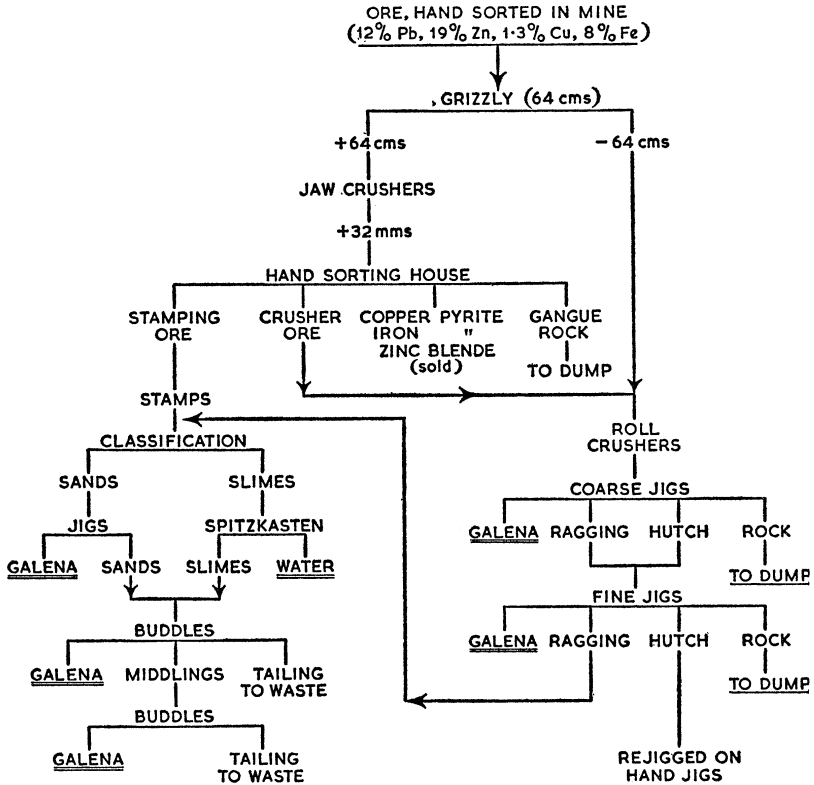 ORE, HAND SORTED IN MINE
(12% Pb, 19% Zn, 1·3% Cu, 8% Fe)
GRIZZLY (64 cms)
+64 cms
-64 cms
JAW CRUSHERS
+32 mms
HAND SORTING HOUSE
STAMPING ORE
CRUSHER ORE
COPPER PYRITE
IRON "
ZINC BLENDE
(sold)
GANGUE ROCK
TO DUMP
STAMPS
CLASSIFICATION
SANDS
SLIMES
JIGS
SPITZKASTEN
GALENA
SANDS
SLIMES
WATER
BUDDLES
GALENA
MIDDLINGS
TAILING TO WASTE
BUDDLES
GALENA
TAILING TO WASTE
ROLL CRUSHERS
COARSE JIGS
GALENA
RAGGING
HUTCH
ROCK
TO DUMP
FINE JIGS
GALENA
RAGGING
HUTCH
ROCK
TO DUMP
REJIGGED ON
HAND JIGS